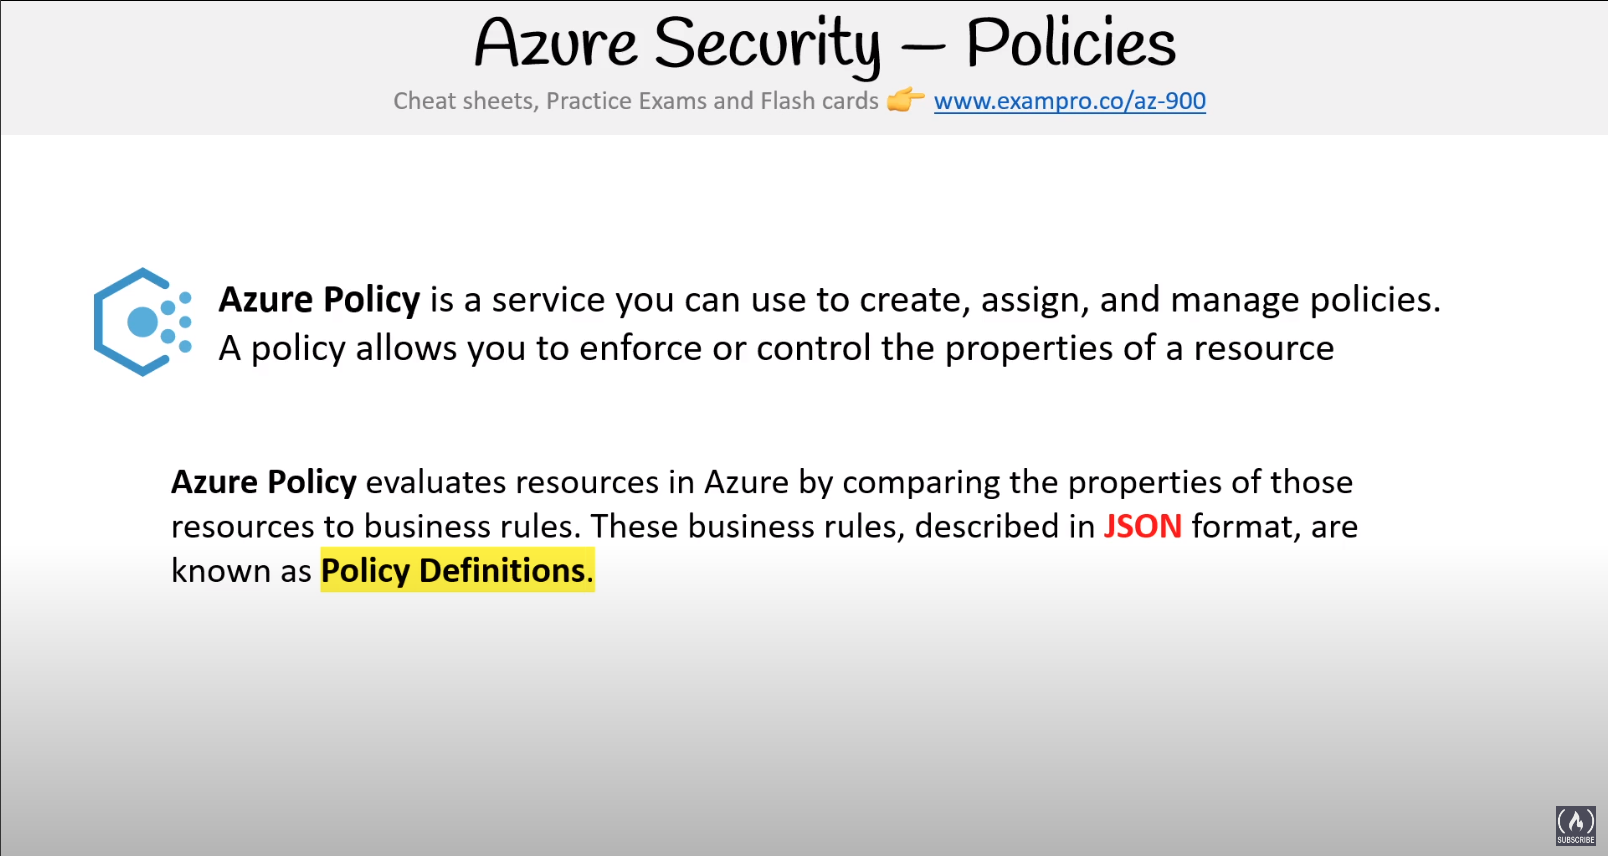 Azure Security – Policies
Cheat sheets, Practice Exams and Flash cards 👉 www.exampro.co/az-900
Azure Policy is a service you can use to create, assign, and manage policies.
A policy allows you to enforce or control the properties of a resource
Azure Policy evaluates resources in Azure by comparing the properties of those
resources to business rules. These business rules, described in JSON format, are
known as Policy Definitions.
SUBSCRIBE